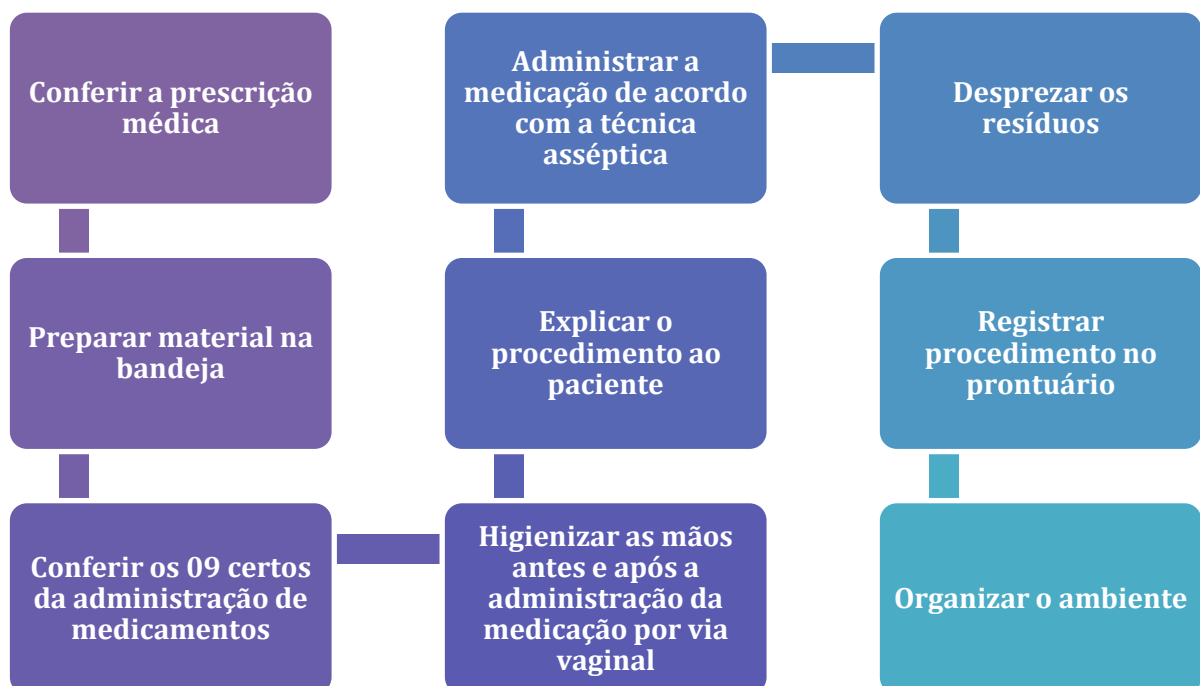 Conferir a prescrição
médica
Preparar material na
bandeja
Conferir os 09 certos
da administração de
medicamentos
Higienizar as mãos
antes e após a
administração da
medicação por via
vaginal
Explicar o
procedimento ao
paciente
Administrar a
medicação de acordo
com a técnica
asséptica
Desprezar os
resíduos
Registrar
procedimento no
prontuário
Organizar o ambiente